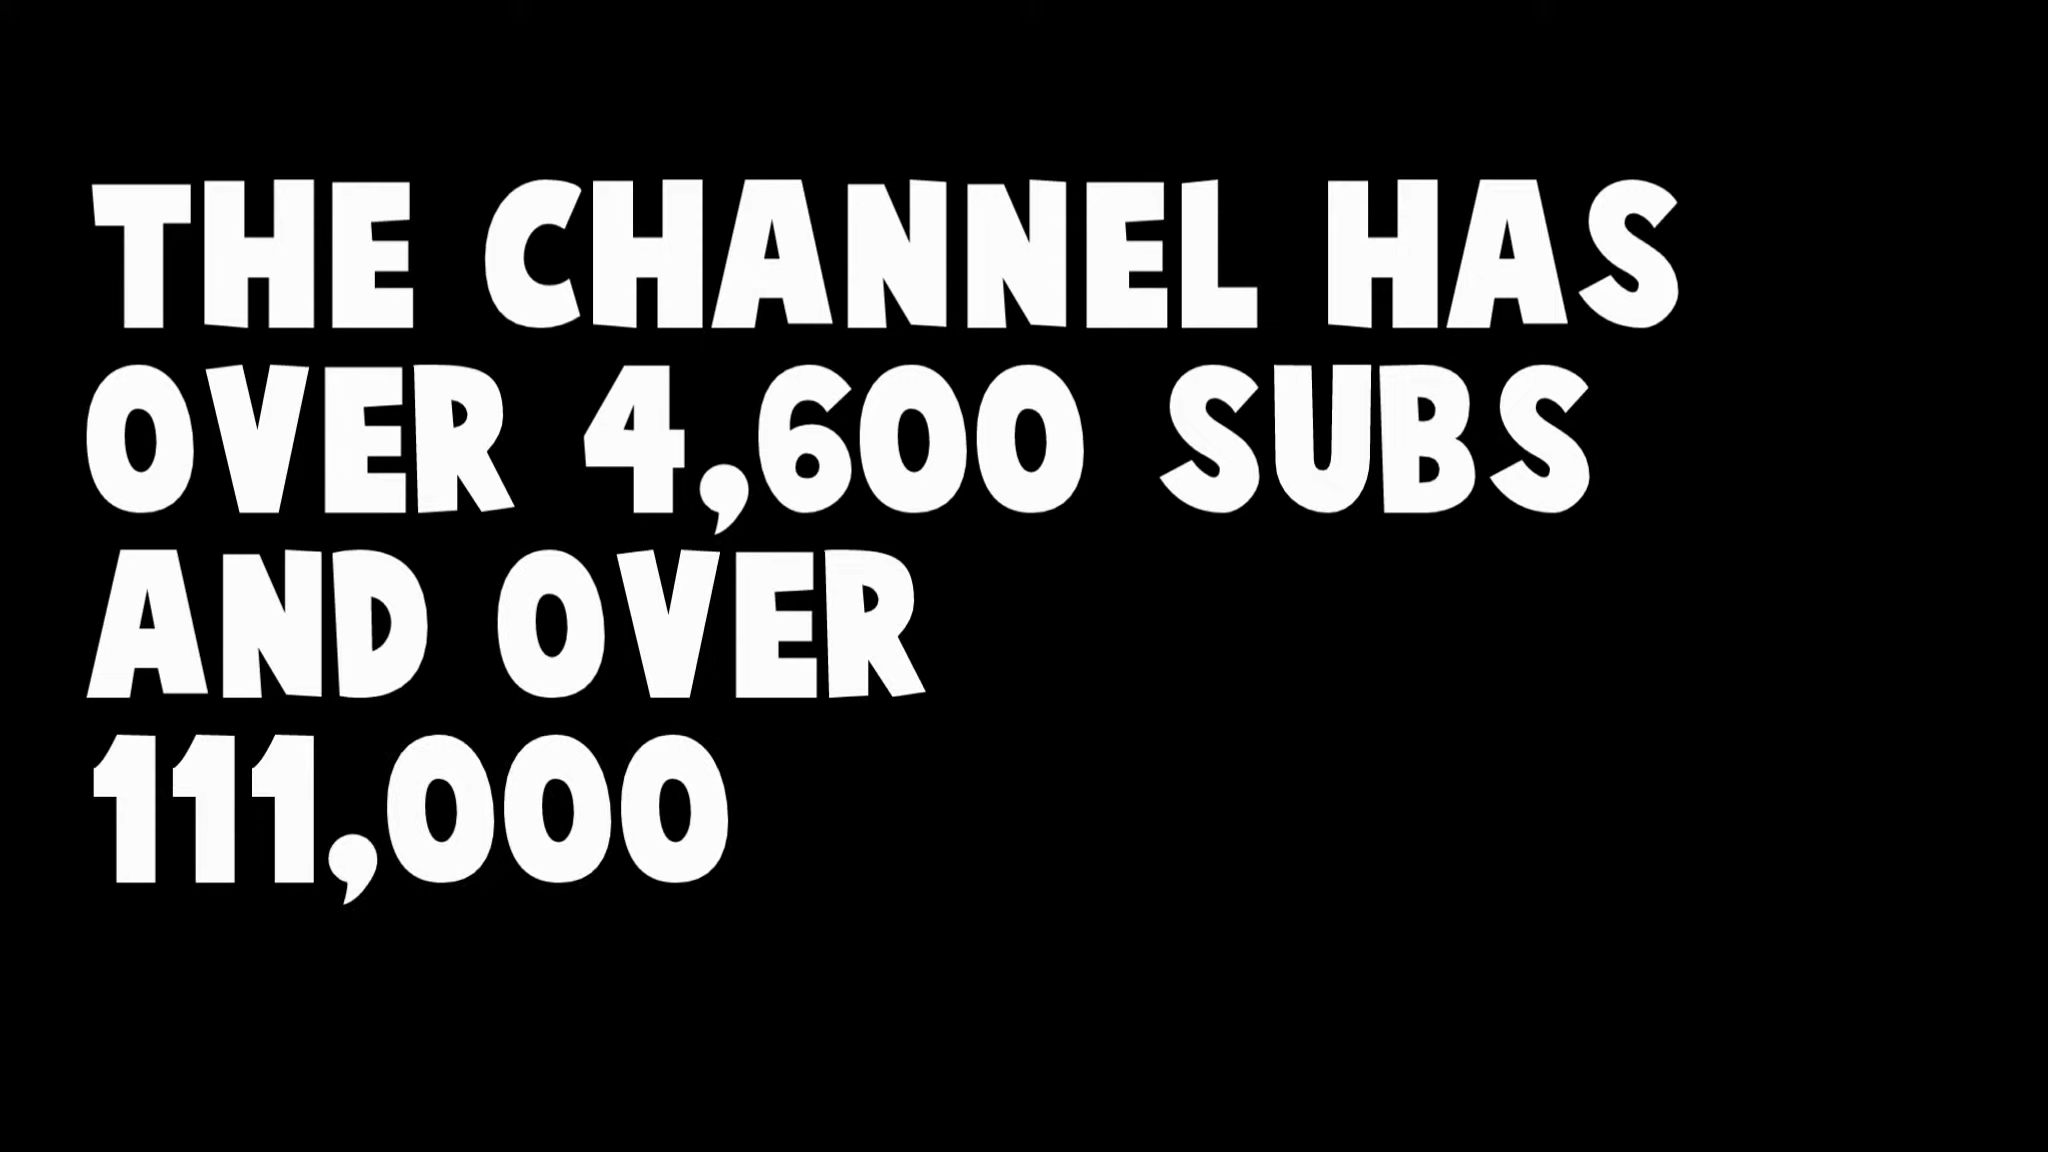 THE CHANNEL HAS
OVER 4,600 SUBS
AND OVER
111,000